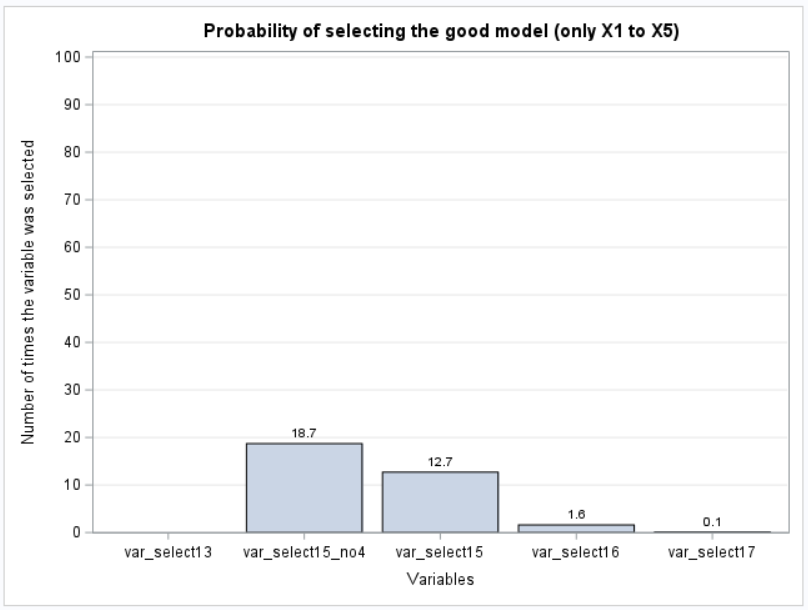 Probability of selecting the good model (only X1 to X5)
Number of times the variable was selected
100
90
80
70
60
50
40
30
20
10
0
18.7
12.7
1.6
0.1
var_select13
var_select15_no4
var_select15
var_select16
var_select17
Variables